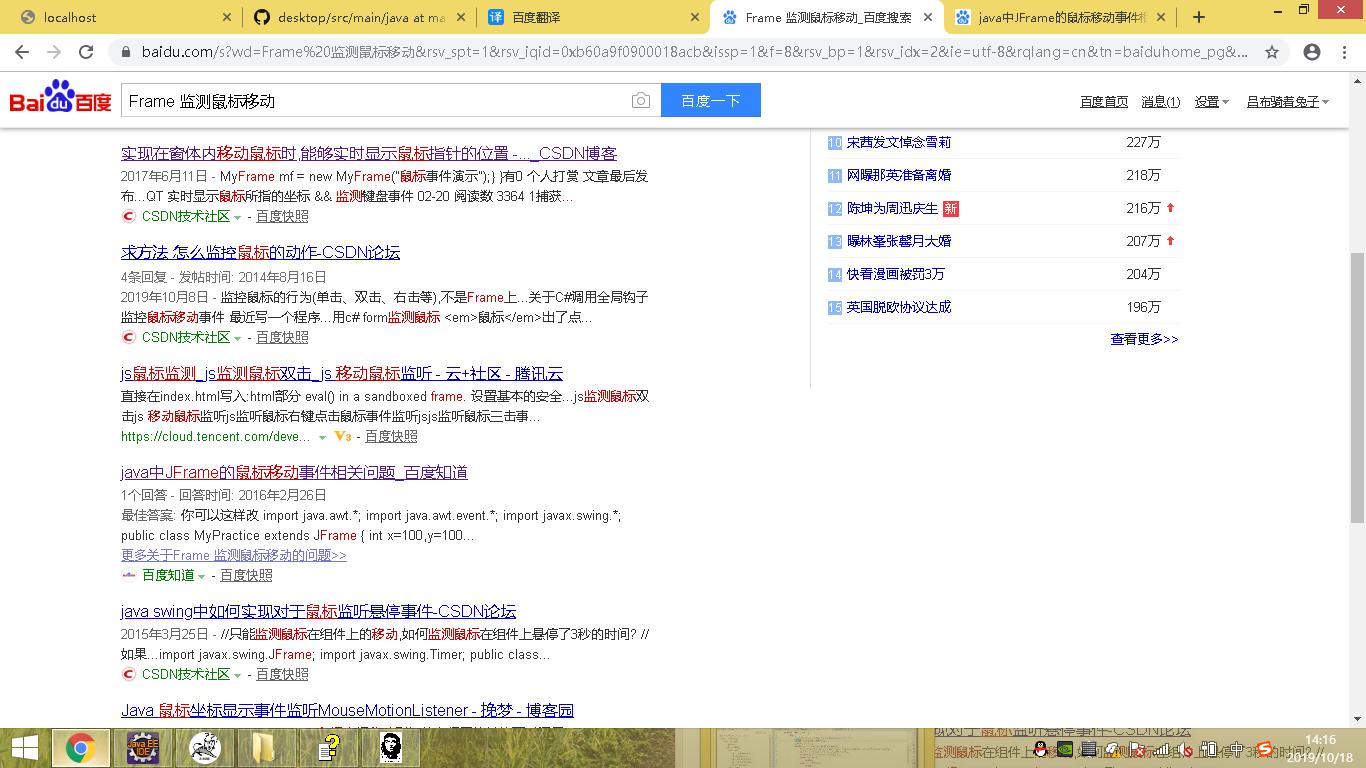 localhost
desktop/src/main/java at ma
百度翻译
Frame 监测鼠标移动_百度搜索
java中JFrame的鼠标移动事件相
baidu.com/s?wd=Frame%20监测鼠标移动&rsv_spt=1&rsv_iqid=0xb60a9f0900018acb&issp=1&f=8&rsv_bp=1&rsv_idx=2&ie=utf-8&rqlang=cn&tn=baiduhome_pg&...
Bai du 百度
Frame 监测鼠标移动
百度一下
百度首页 消息(1) 设置 吕布骑着兔子
实现在窗体内移动鼠标时,能够实时显示鼠标指针的位置 -..._CSDN博客
2017年6月11日 - MyFrame mf = new MyFrame("鼠标事件演示");} }有0 个人打赏 文章最后发
布...QT 实时显示鼠标所指的坐标 && 监测键盘事件 02-20 阅读数 3364 1捕获...
CSDN技术社区 - 百度快照
求方法 怎么监控鼠标的动作-CSDN论坛
4条回复 - 发帖时间: 2014年8月16日
2019年10月8日 - 监控鼠标的行为(单击、双击、右击等),不是Frame上...关于C#调用全局钩子
监控鼠标移动事件 最近写一个程序...用c# form监测鼠标 <em>鼠标</em>出了点...
CSDN技术社区 - 百度快照
js鼠标监测_js监测鼠标双击_js 移动鼠标监听 - 云+社区 - 腾讯云
直接在index.html写入:html部分 eval() in a sandboxed frame. 设置基本的安全...js监测鼠标双
击js 移动鼠标监听js监听鼠标右键点击鼠标事件监听jsjs监听鼠标三击事...
https://cloud.tencent.com/deve... V3 - 百度快照
java中JFrame的鼠标移动事件相关问题_百度知道
1个回答 - 回答时间: 2016年2月26日
最佳答案: 你可以这样改 import java.awt.*; import java.awt.event.*; import javax.swing.*;
public class MyPractice extends JFrame { int x=100,y=100...
更多关于Frame 监测鼠标移动的问题>>
百度知道 - 百度快照
java swing中如何实现对于鼠标监听悬停事件-CSDN论坛
2015年3月25日 - //只能监测鼠标在组件上的移动,如何监测鼠标在组件上悬停了3秒的时间? //
如果...import javax.swing.JFrame; import javax.swing.Timer; public class...
CSDN技术社区 - 百度快照
Java 鼠标坐标显示事件监听MouseMotionListener - 挽梦 - 博客园
10 宋茜发文悼念雪莉 227万
11 网曝那英准备离婚 218万
12 陈坤为周迅庆生 新 216万
13 曝林峯张馨月大婚 207万
14 快看漫画被罚3万 204万
15 英国脱欧协议达成 196万
查看更多>>
Java EE
IDE
中
14:16
2019/10/18